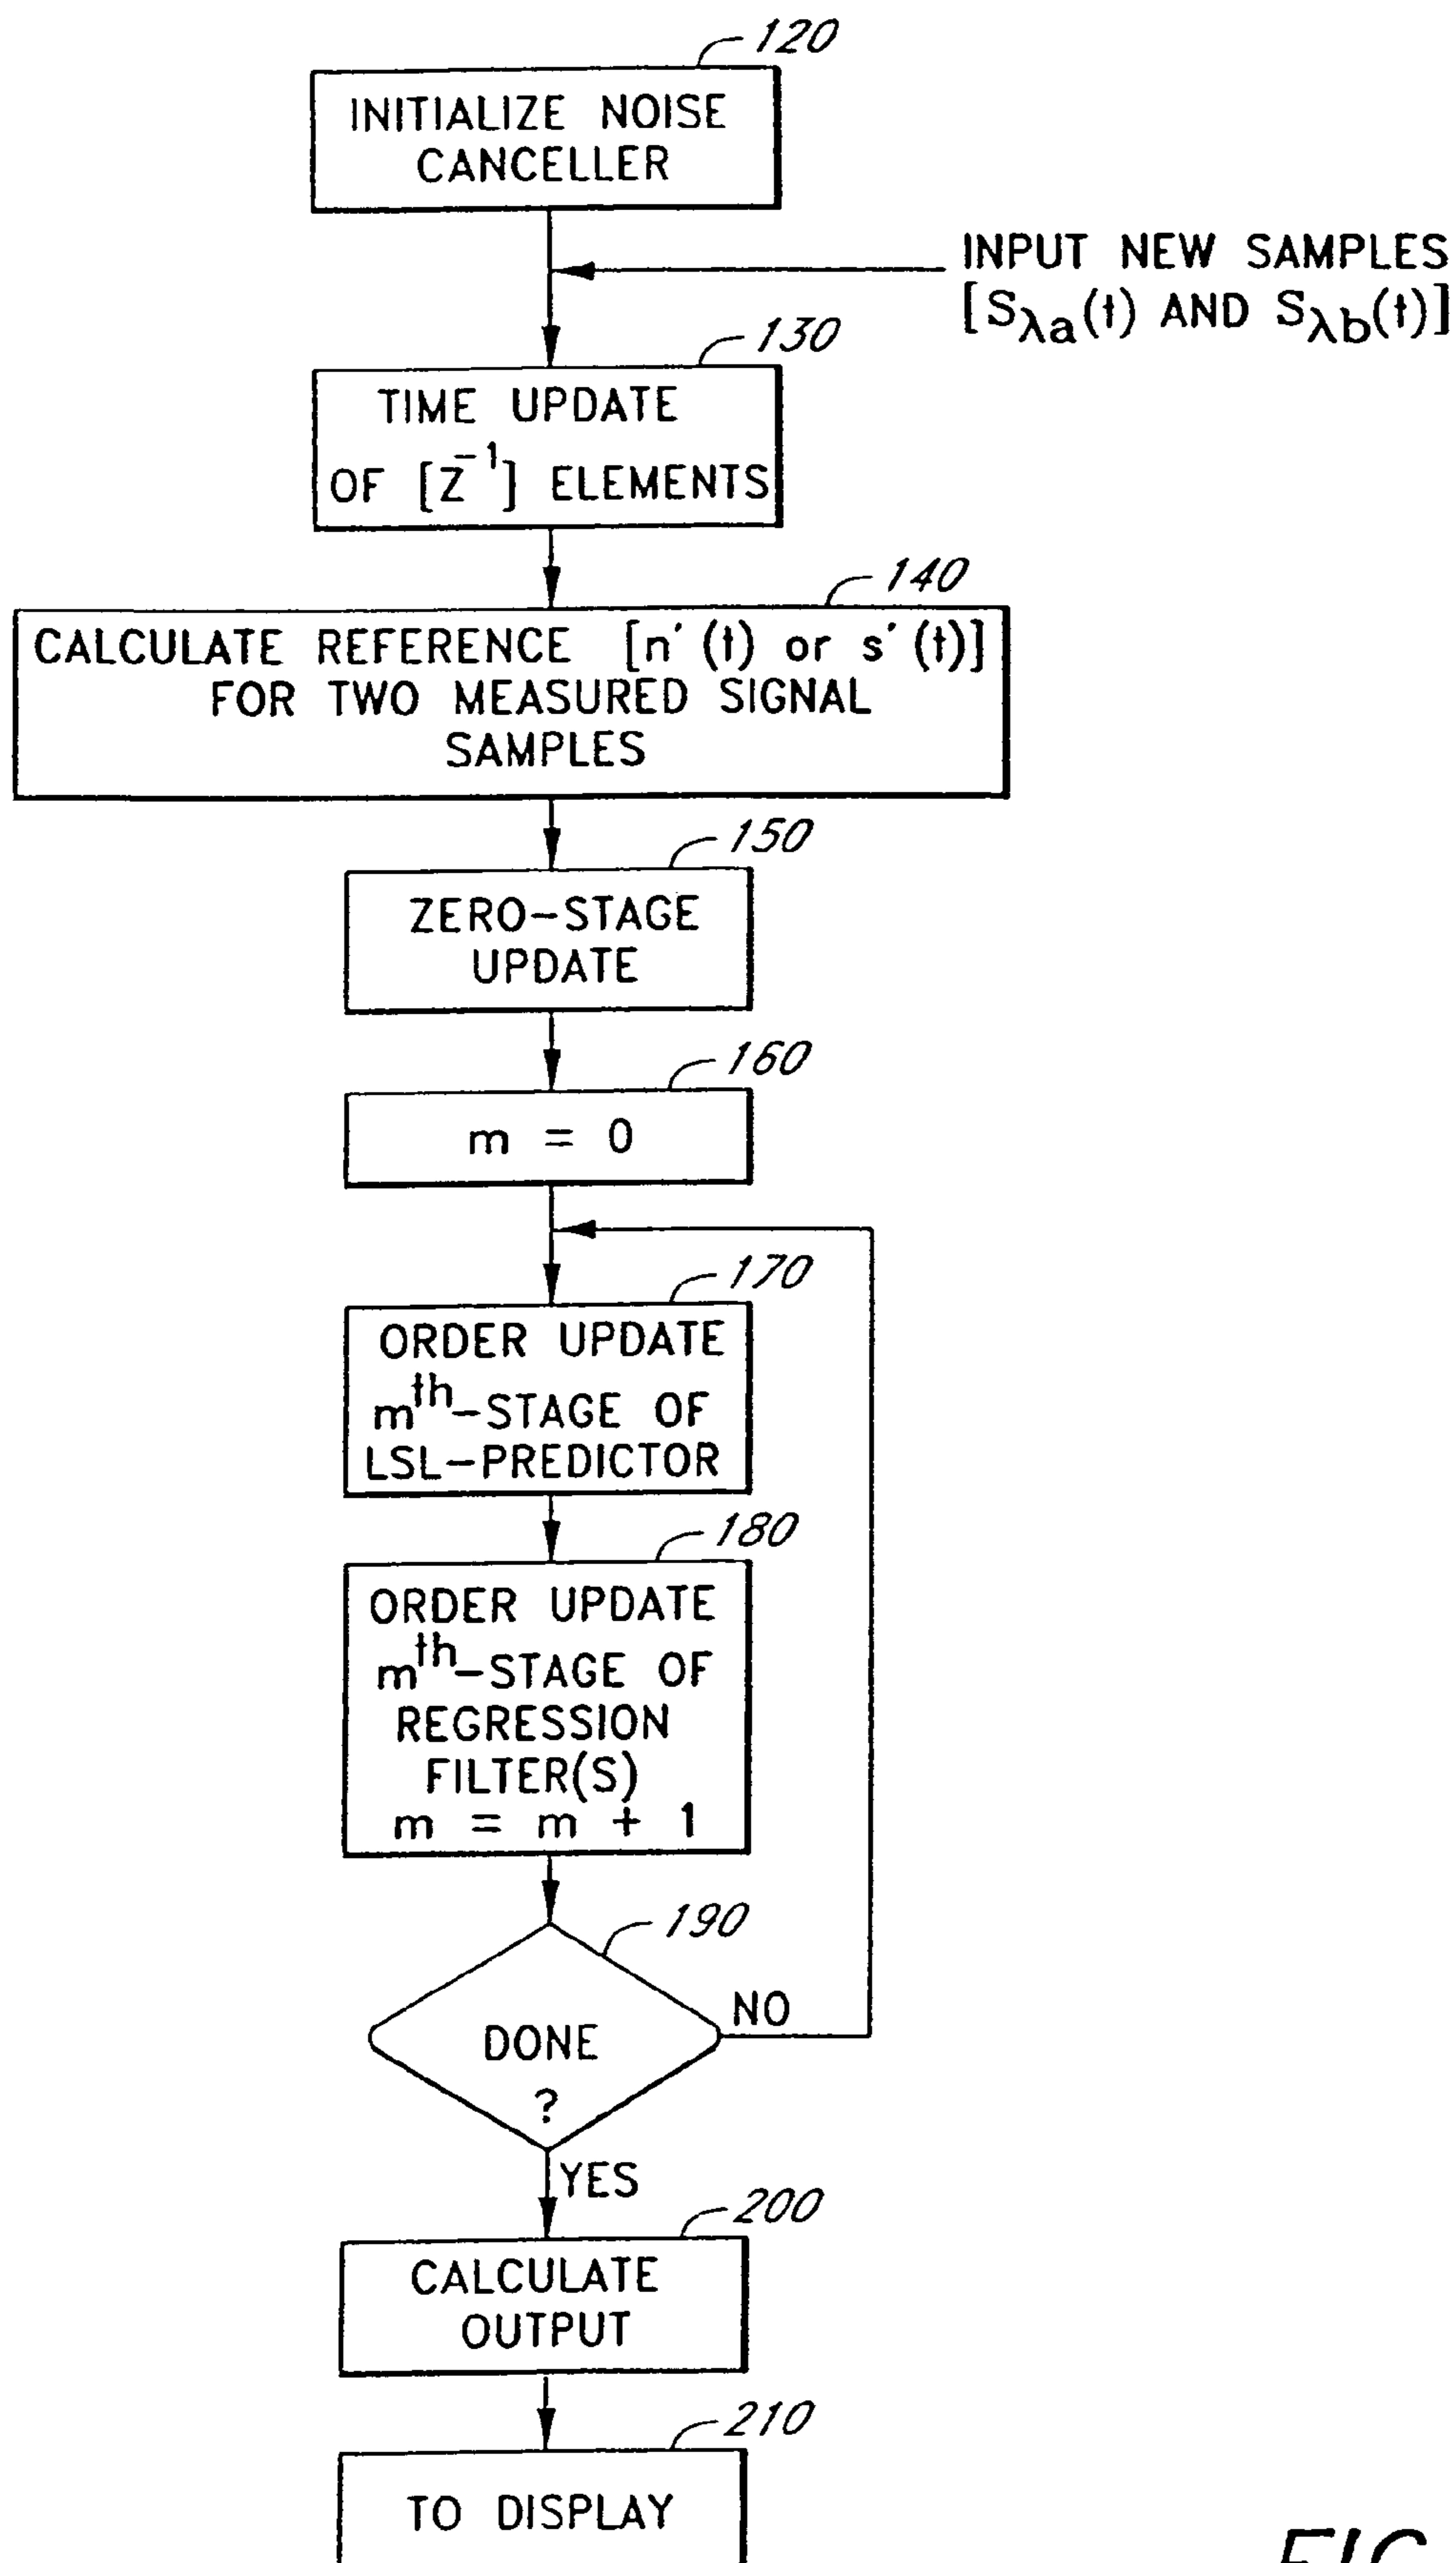 120
INITIALIZE NOISE
CANCELLER
INPUT NEW SAMPLES
[Sλa(t) AND Sλb(t)]
130
TIME UPDATE
OF [Z⁻¹] ELEMENTS
140
CALCULATE REFERENCE [n′(t) or s′(t)]
FOR TWO MEASURED SIGNAL
SAMPLES
150
ZERO-STAGE
UPDATE
160
m = 0
170
ORDER UPDATE
mᵗʰ-STAGE OF
LSL-PREDICTOR
180
ORDER UPDATE
mᵗʰ-STAGE OF
REGRESSION
FILTER(S)
m = m + 1
190
NO
DONE
?
YES
200
CALCULATE
OUTPUT
210
TO DISPLAY
FIG